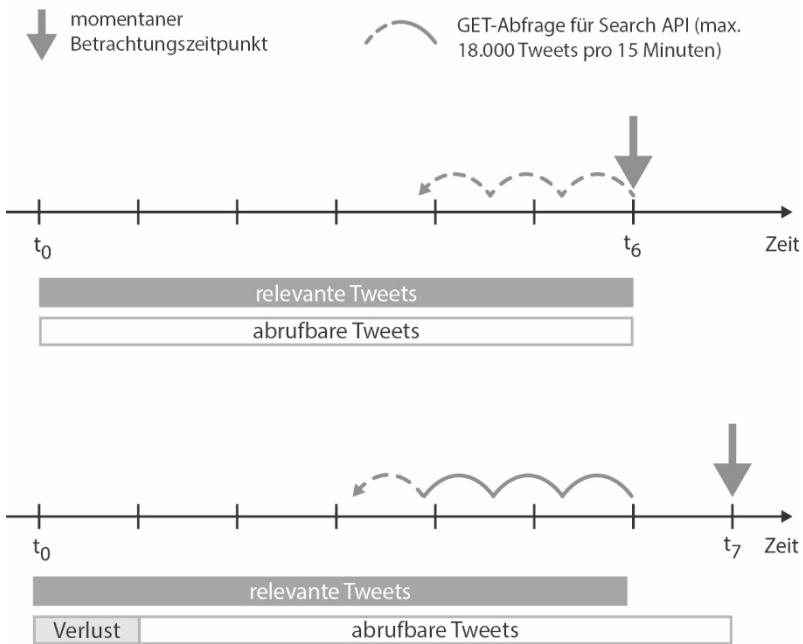 momentaner
Betrachtungszeitpunkt
GET-Abfrage für Search API (max.
18.000 Tweets pro 15 Minuten)
t0
t6
Zeit
relevante Tweets
abrufbare Tweets
t0
t7
Zeit
relevante Tweets
Verlust
abrufbare Tweets